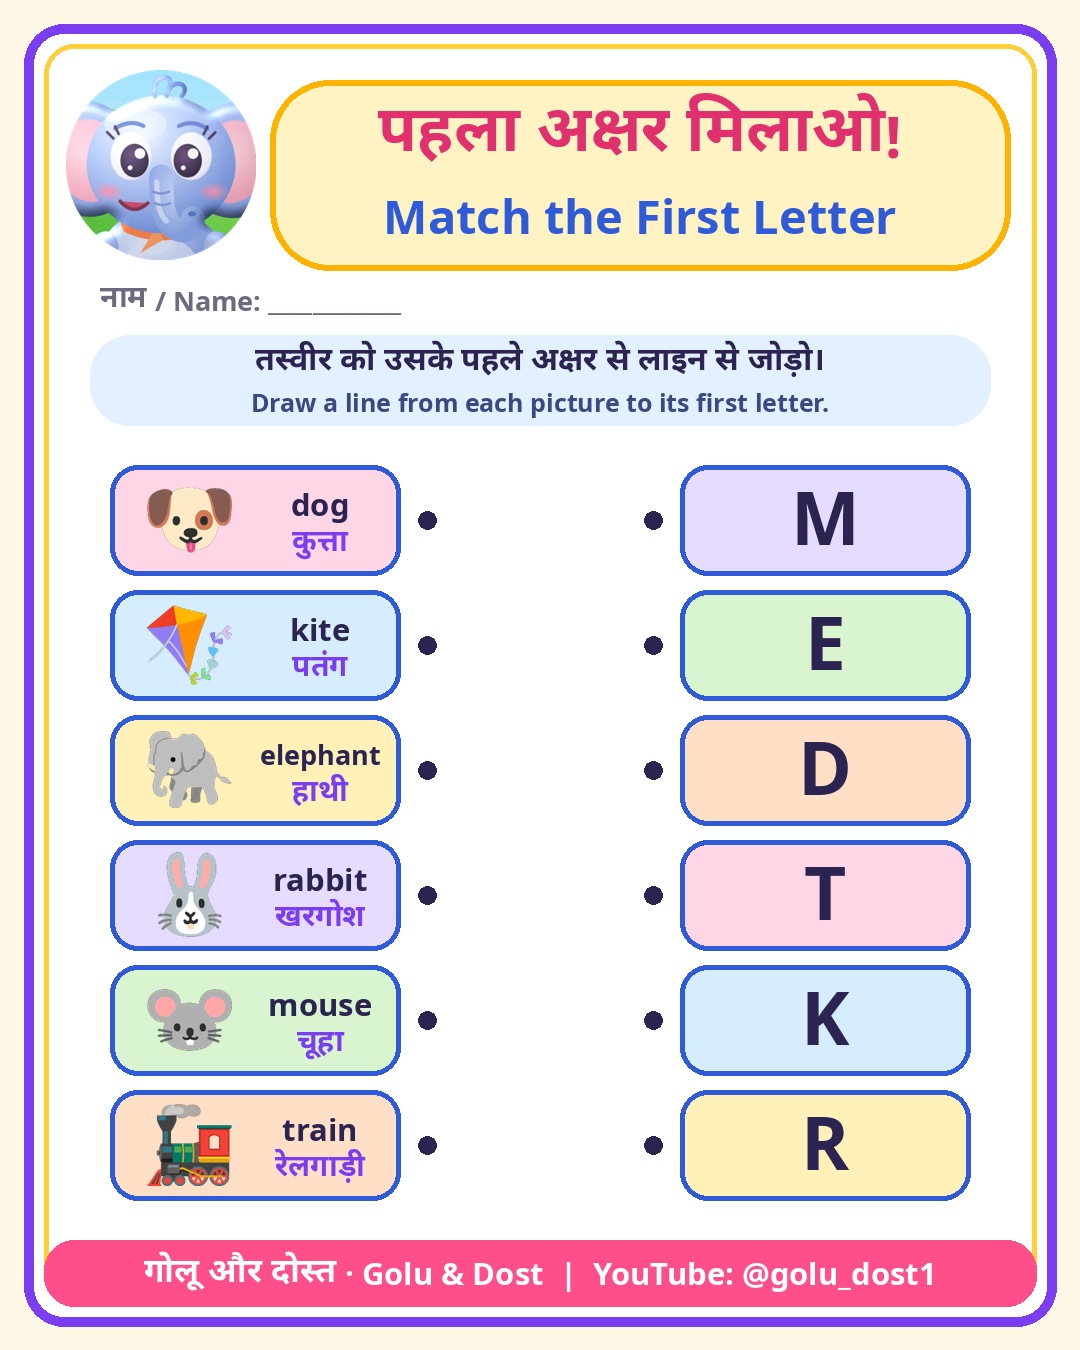 पहला अक्षर मिलाओ!
Match the First Letter
नाम / Name: ___________
तस्वीर को उसके पहले अक्षर से लाइन से जोड़ो।
Draw a line from each picture to its first letter.
dog
कुत्ता
M
kite
पतंग
E
elephant
हाथी
D
rabbit
खरगोश
T
mouse
चूहा
K
train
रेलगाड़ी
R
गोलू और दोस्त · Golu & Dost | YouTube: @golu_dost1